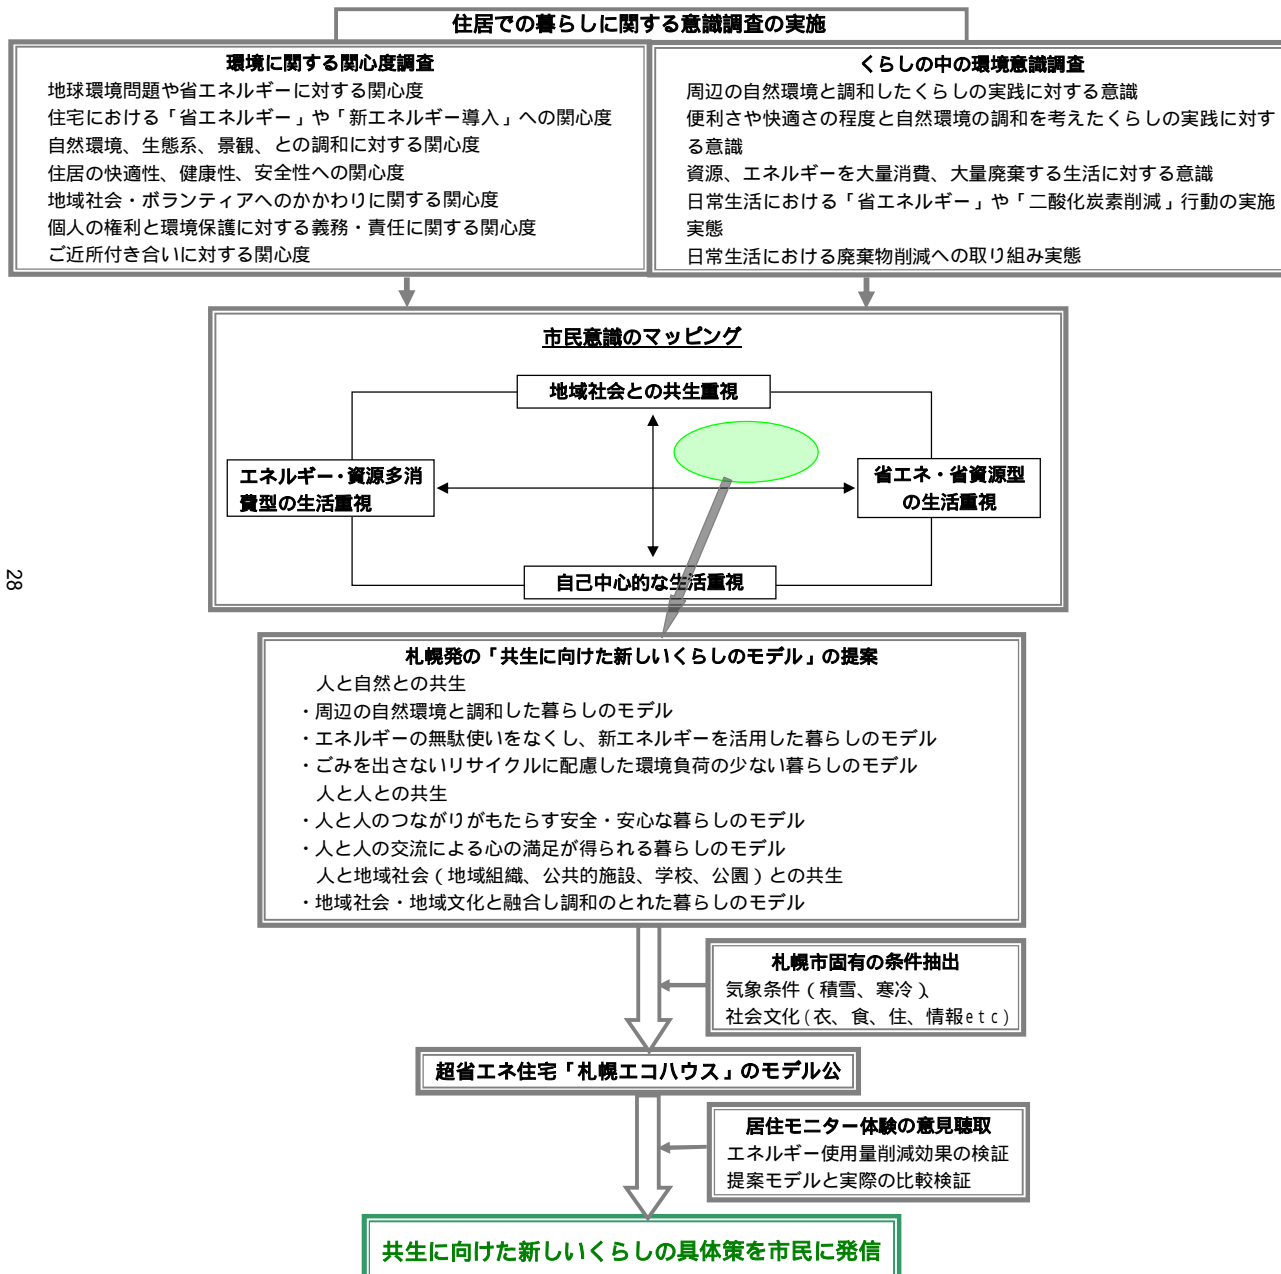 住居での暮らしに関する意識調査の実施
環境に関する関心度調査
地球環境問題や省エネルギーに対する関心度
住宅における「省エネルギー」や「新エネルギー導入」への関心度
自然環境、生態系、景観、との調和に対する関心度
住居の快適性、健康性、安全性への関心度
地域社会・ボランティアへのかかわりに関する関心度
個人の権利と環境保護に対する義務・責任に関する関心度
ご近所付き合いに対する関心度
くらしの中の環境意識調査
周辺の自然環境と調和したくらしの実践に対する意識
便利さや快適さの程度と自然環境の調和を考えたくらしの実践に対す
る意識
資源、エネルギーを大量消費、大量廃棄する生活に対する意識
日常生活における「省エネルギー」や「二酸化炭素削減」行動の実施
実態
日常生活における廃棄物削減への取り組み実態
市民意識のマッピング
地域社会との共生重視
エネルギー・資源多消
費型の生活重視
省エネ・省資源型
の生活重視
自己中心的な生活重視
28
札幌発の「共生に向けた新しいくらしのモデル」の提案
人と自然との共生
・周辺の自然環境と調和した暮らしのモデル
・エネルギーの無駄使いをなくし、新エネルギーを活用した暮らしのモデル
・ごみを出さないリサイクルに配慮した環境負荷の少ない暮らしのモデル
人と人との共生
・人と人のつながりがもたらす安全・安心な暮らしのモデル
・人と人の交流による心の満足が得られる暮らしのモデル
人と地域社会（地域組織、公共的施設、学校、公園）との共生
・地域社会・地域文化と融合し調和のとれた暮らしのモデル
札幌市固有の条件抽出
気象条件（積雪、寒冷）、
社会文化(衣、食、住、情報etc)
超省エネ住宅「札幌エコハウス」のモデル公
居住モニター体験の意見聴取
エネルギー使用量削減効果の検証
提案モデルと実際の比較検証
共生に向けた新しいくらしの具体策を市民に発信